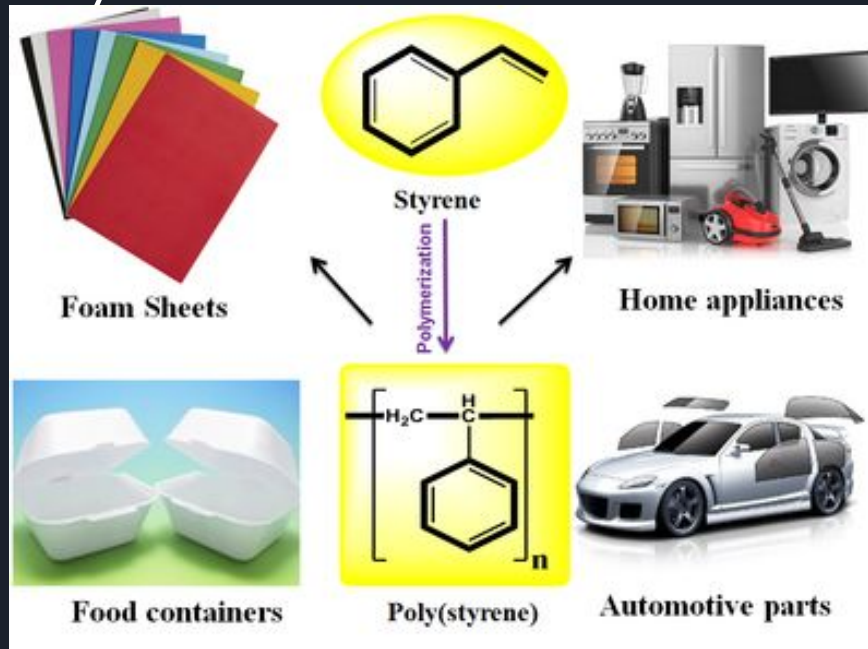 Styrene
Foam Sheets
Polymerization
Home appliances
H₂C
H
C
n
Food containers
Poly(styrene)
Automotive parts